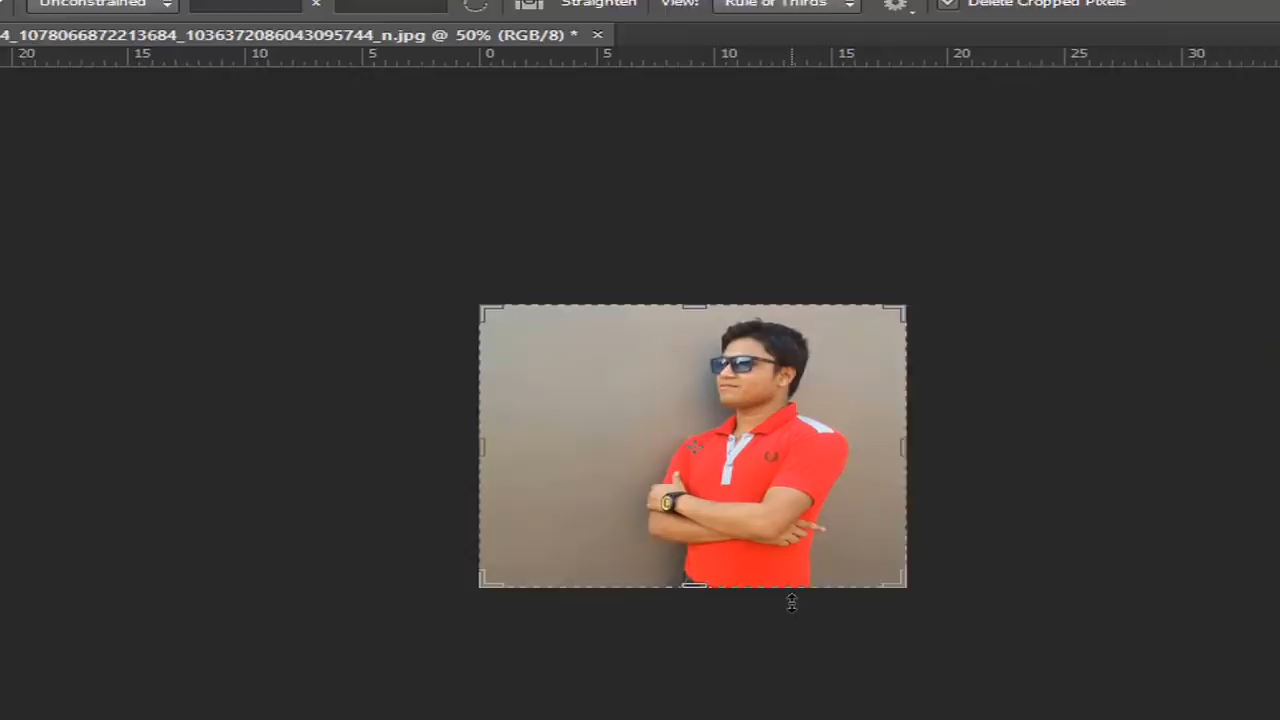 Unconstrained x Straighten View: Rule of Thirds Delete Cropped Pixels
4_1078066872213684_1036372086043095744_n.jpg @ 50% (RGB/8) * ×
20 15 10 5 0 5 10 15 20 25 30